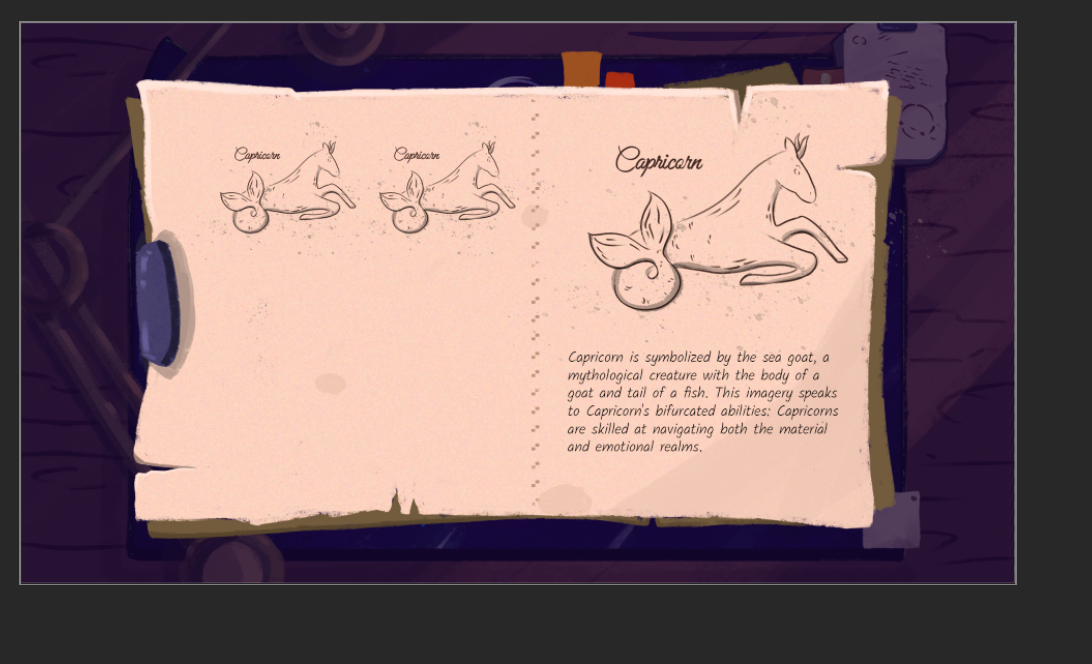 Capricorn
Capricorn
Capricorn
Capricorn is symbolized by the sea goat, a
mythological creature with the body of a
goat and tail of a fish. This imagery speaks
to Capricorn's bifurcated abilities: Capricorns
are skilled at navigating both the material
and emotional realms.